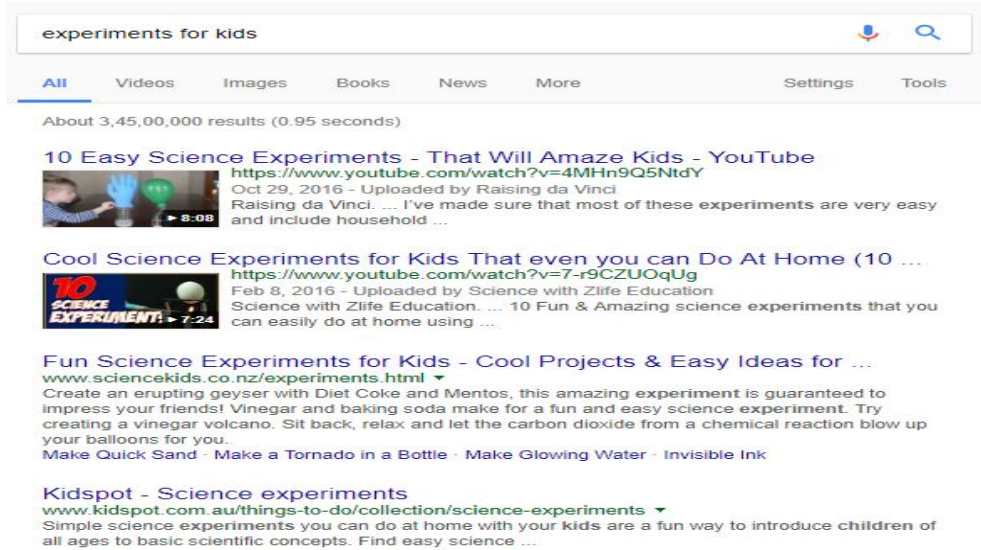 experiments for kids
All Videos Images Books News More Settings Tools
About 3,45,00,000 results (0.95 seconds)
10 Easy Science Experiments - That Will Amaze Kids - YouTube
https://www.youtube.com/watch?v=4MHn9Q5NtdY
Oct 29, 2016 - Uploaded by Raising da Vinci
Raising da Vinci. ... I've made sure that most of these experiments are very easy
and include household ...
8:08
Cool Science Experiments for Kids That even you can Do At Home (10 ...
https://www.youtube.com/watch?v=7-r9CZUOqUg
Feb 8, 2016 - Uploaded by Science with Zlife Education
Science with Zlife Education. ... 10 Fun & Amazing science experiments that you
can easily do at home using ...
10
SCIENCE
EXPERIMENT
7:24
Fun Science Experiments for Kids - Cool Projects & Easy Ideas for ...
www.sciencekids.co.nz/experiments.html
Create an erupting geyser with Diet Coke and Mentos, this amazing experiment is guaranteed to
impress your friends! Vinegar and baking soda make for a fun and easy science experiment. Try
creating a vinegar volcano. Sit back, relax and let the carbon dioxide from a chemical reaction blow up
your balloons for you.
Make Quick Sand · Make a Tornado in a Bottle · Make Glowing Water · Invisible Ink
Kidspot - Science experiments
www.kidspot.com.au/things-to-do/collection/science-experiments
Simple science experiments you can do at home with your kids are a fun way to introduce children of
all ages to basic scientific concepts. Find easy science ...